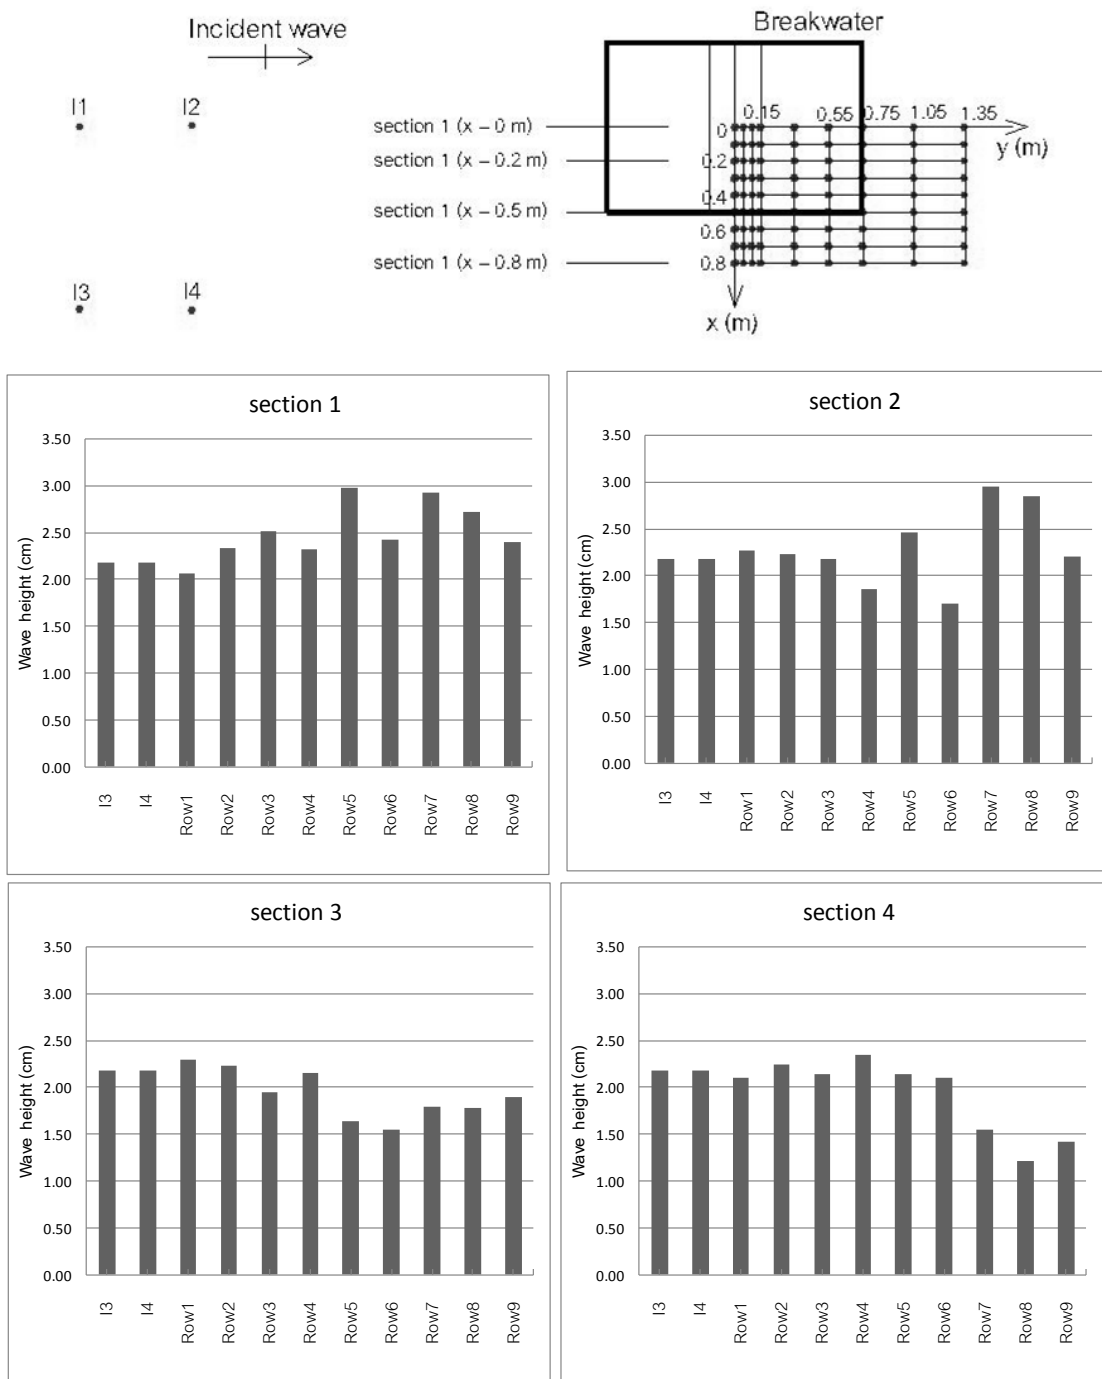 Incident wave
Breakwater
I1
I2
I3
I4
section 1 (x – 0 m)
section 1 (x – 0.2 m)
section 1 (x – 0.5 m)
section 1 (x – 0.8 m)
0.15
0.55
0.75
1.05
1.35
y (m)
0
0.2
0.4
0.6
0.8
x (m)
section 1
Wave height (cm)
3.50
3.00
2.50
2.00
1.50
1.00
0.50
0.00
I3
I4
Row1
Row2
Row3
Row4
Row5
Row6
Row7
Row8
Row9
section 2
Wave height (cm)
3.50
3.00
2.50
2.00
1.50
1.00
0.50
0.00
I3
I4
Row1
Row2
Row3
Row4
Row5
Row6
Row7
Row8
Row9
section 3
Wave height (cm)
3.50
3.00
2.50
2.00
1.50
1.00
0.50
0.00
I3
I4
Row1
Row2
Row3
Row4
Row5
Row6
Row7
Row8
Row9
section 4
Wave height (cm)
3.50
3.00
2.50
2.00
1.50
1.00
0.50
0.00
I3
I4
Row1
Row2
Row3
Row4
Row5
Row6
Row7
Row8
Row9